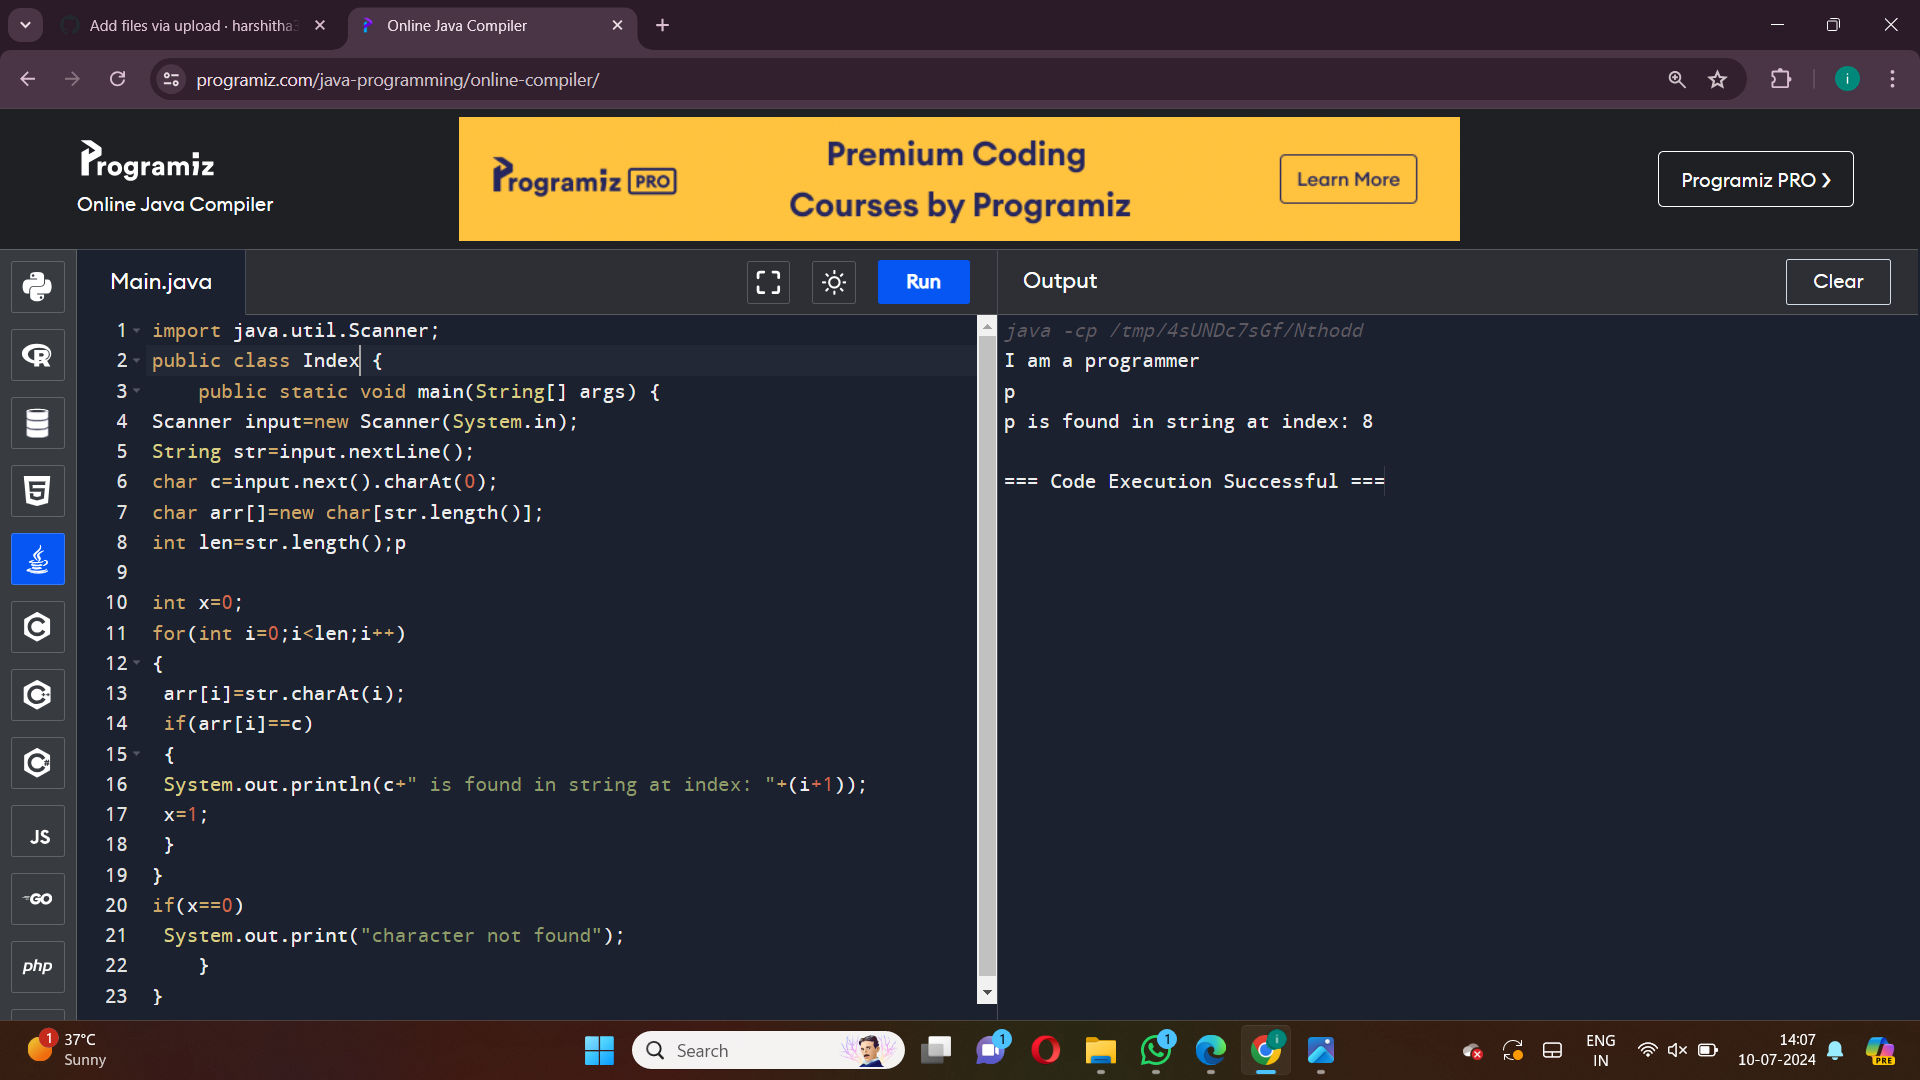 Add files via upload · harshitha3
Online Java Compiler
programiz.com/java-programming/online-compiler/
i
Programiz
Online Java Compiler
Programiz PRO
Premium Coding
Courses by Programiz
Learn More
Programiz PRO ❯
Main.java
Run
Output
Clear
1 import java.util.Scanner;
2 public class Index {
3     public static void main(String[] args) {
4 Scanner input=new Scanner(System.in);
5 String str=input.nextLine();
6 char c=input.next().charAt(0);
7 char arr[]=new char[str.length()];
8 int len=str.length();p
9
10 int x=0;
11 for(int i=0;i<len;i++)
12 {
13  arr[i]=str.charAt(i);
14  if(arr[i]==c)
15  {
16  System.out.println(c+" is found in string at index: "+(i+1));
17  x=1;
18  }
19 }
20 if(x==0)
21  System.out.print("character not found");
22     }
23 }
java -cp /tmp/4sUNDc7sGf/Nthodd
I am a programmer
p
p is found in string at index: 8
=== Code Execution Successful ===
R
5
C
C++
C#
JS
GO
php
1
37°C
Sunny
Search
1
1
i
ENG
IN
14:07
10-07-2024
PRE